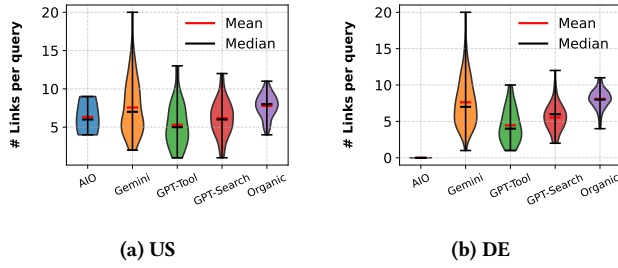 20
15
10
5
# Links per query
Mean
Median
AIO
Gemini
GPT-Tool
GPT-Search
Organic
(a) US
20
15
10
5
0
# Links per query
Mean
Median
AIO
Gemini
GPT-Tool
GPT-Search
Organic
(b) DE